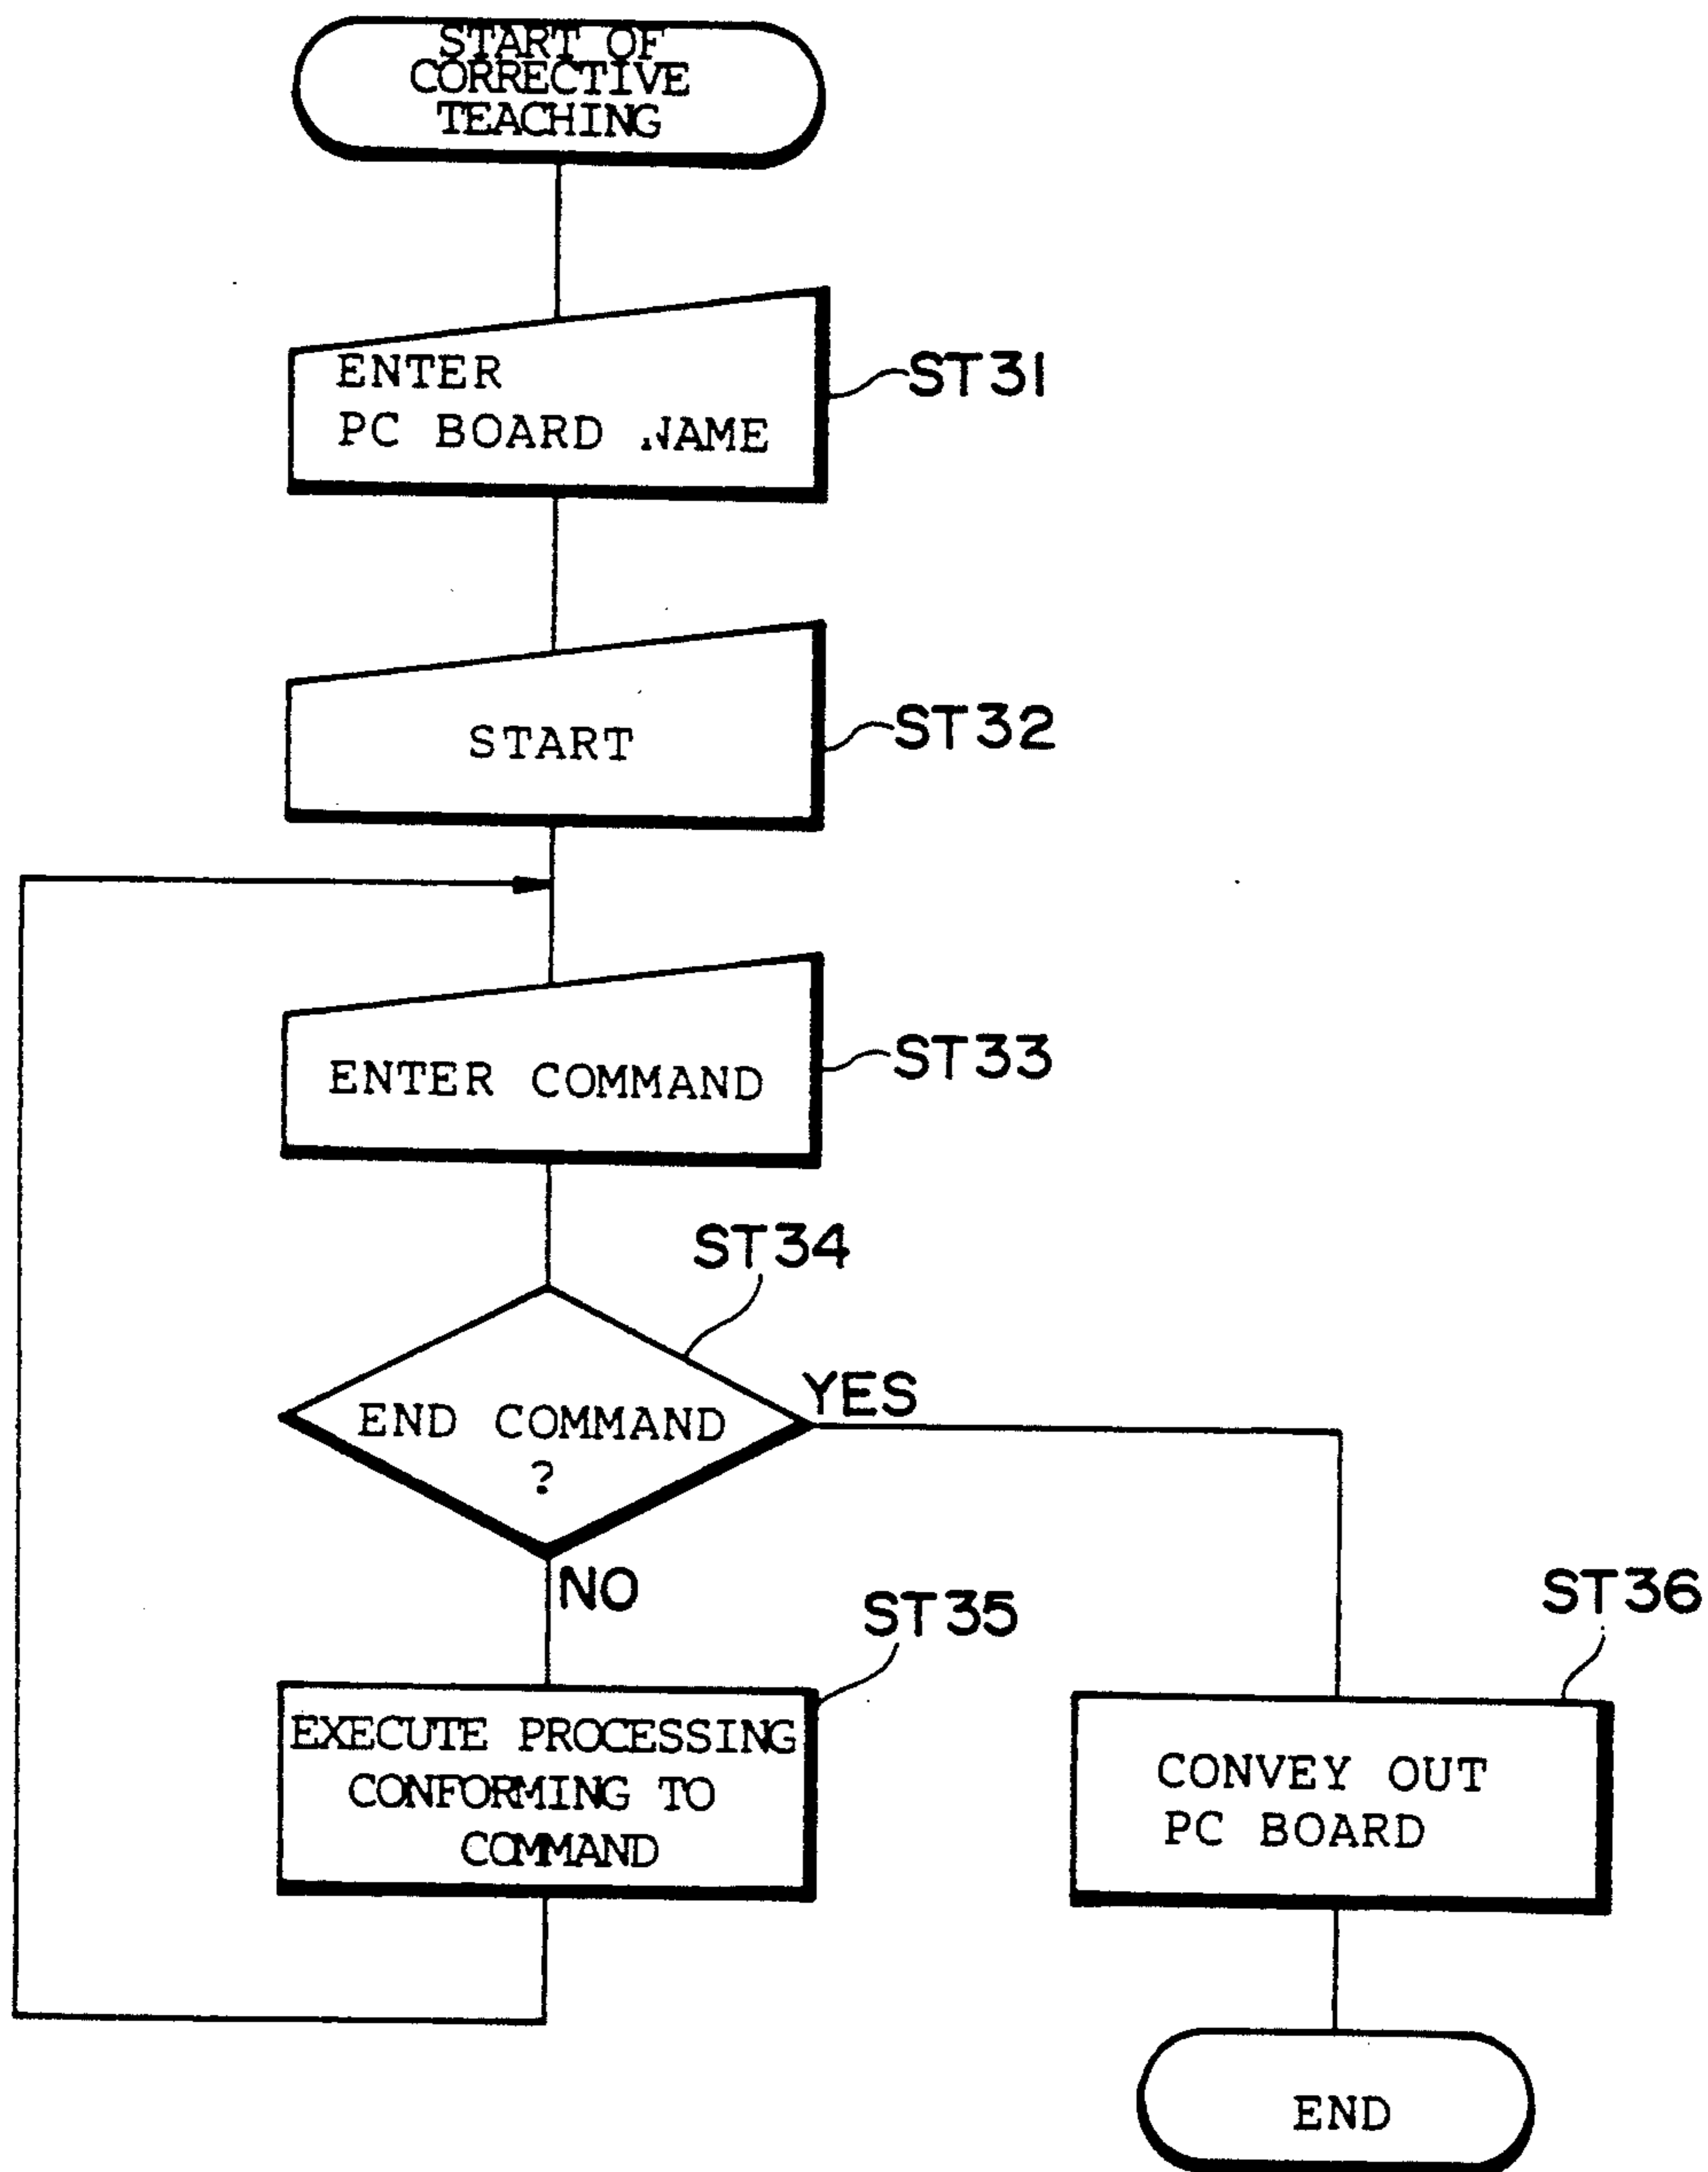 START OF
CORRECTIVE
TEACHING
ENTER
PC BOARD NAME
ST31
START
ST32
ENTER COMMAND
ST33
ST34
END COMMAND
?
YES
NO
ST35
EXECUTE PROCESSING
CONFORMING TO
COMMAND
ST36
CONVEY OUT
PC BOARD
END